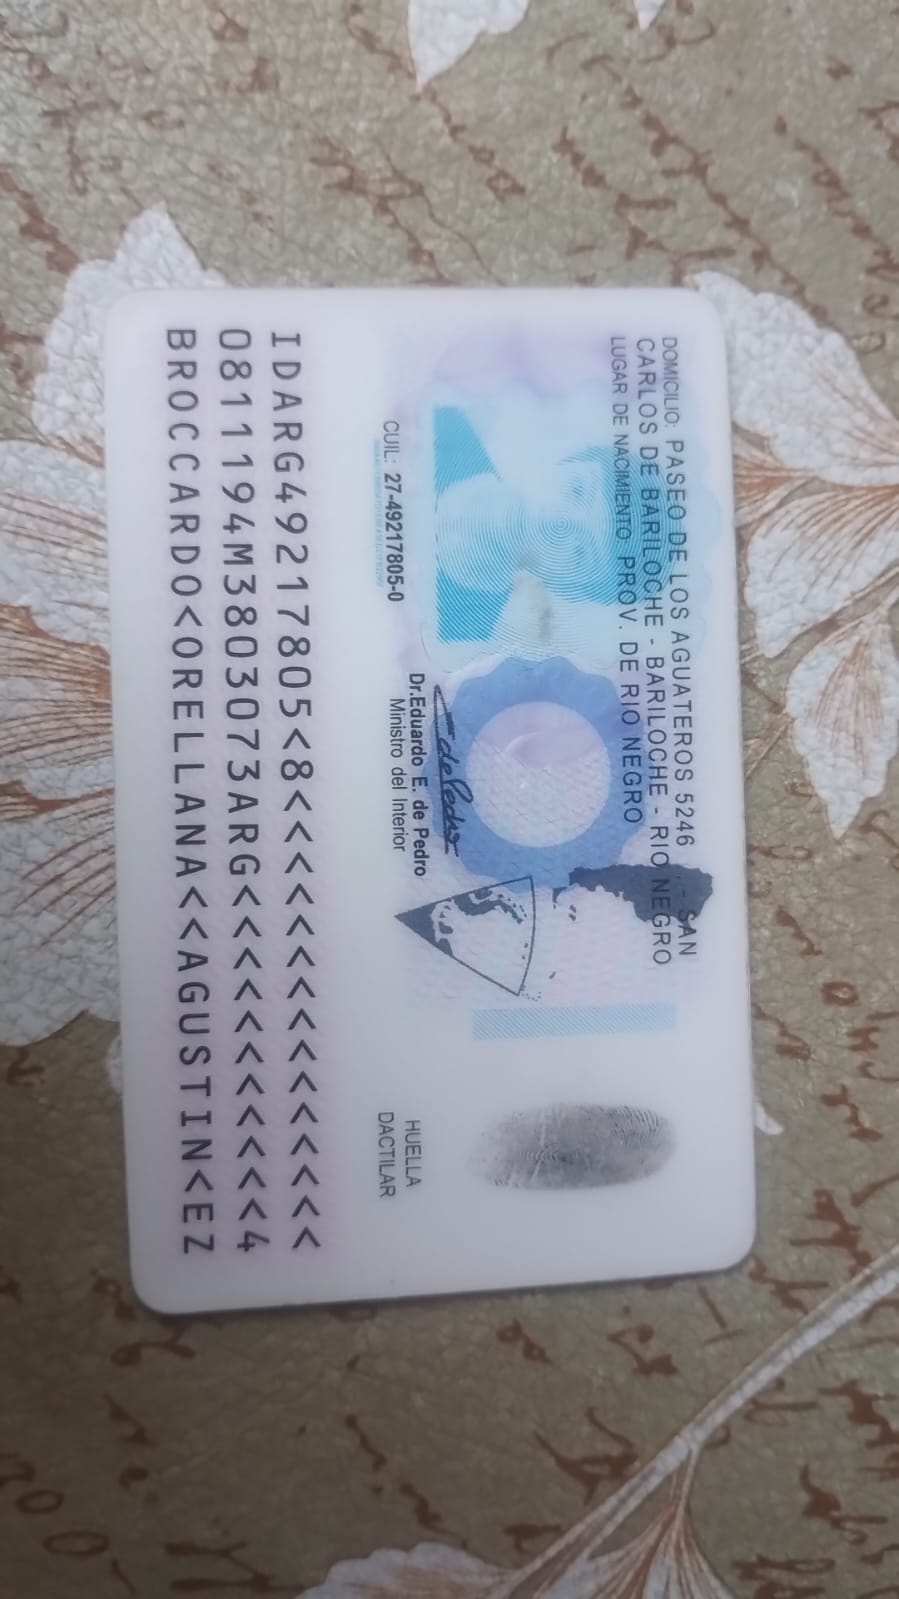 DOMICILIO: PASEO DE LOS AGUATEROS 5246 - SAN
CARLOS DE BARILOCHE - BARILOCHE - RIO NEGRO
LUGAR DE NACIMIENTO: PROV. DE RIO NEGRO
CUIL: 27-49217805-0
Dr.Eduardo E. de Pedro
Ministro del Interior
HUELLA
DACTILAR
IDARG49217805<8<<<<<<<<<<<<<<<
0811194M3803073ARG<<<<<<<<<<<4
BROCCARDO<ORELLANA<<AGUSTIN<EZ